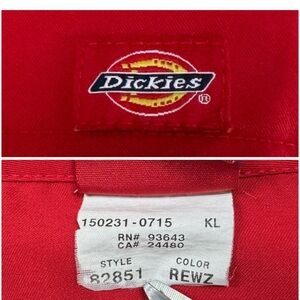 Dickies
®
150231-0715 KL
RN# 93643
CA# 24480
STYLE COLOR
82851 REWZ